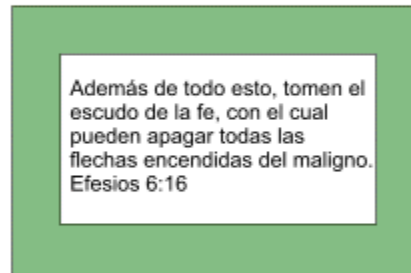 Además de todo esto, tomen el
escudo de la fe, con el cual
pueden apagar todas las
flechas encendidas del maligno.
Efesios 6:16